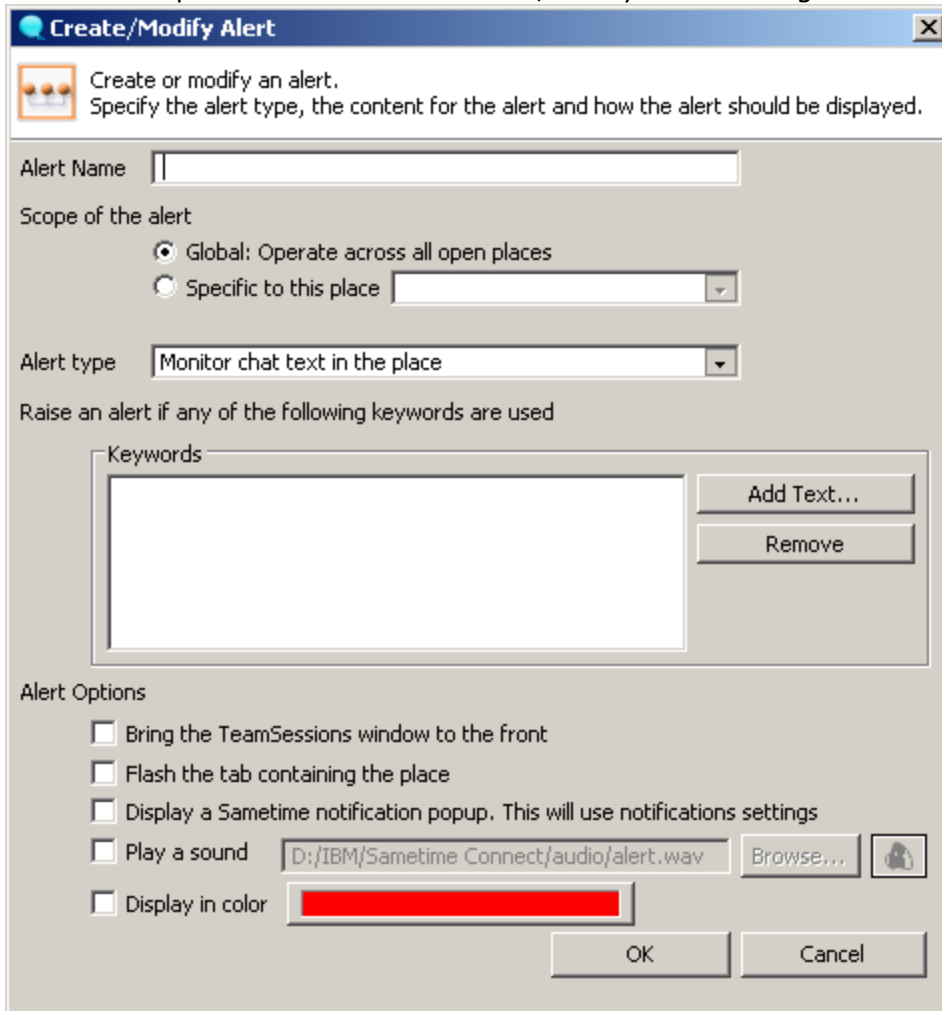 Create/Modify Alert
Create or modify an alert.
Specify the alert type, the content for the alert and how the alert should be displayed.
Alert Name
Scope of the alert
Global: Operate across all open places
Specific to this place
Alert type Monitor chat text in the place
Raise an alert if any of the following keywords are used
Keywords
Add Text...
Remove
Alert Options
Bring the TeamSessions window to the front
Flash the tab containing the place
Display a Sametime notification popup. This will use notifications settings
Play a sound D:/IBM/Sametime Connect/audio/alert.wav Browse...
Display in color
OK Cancel